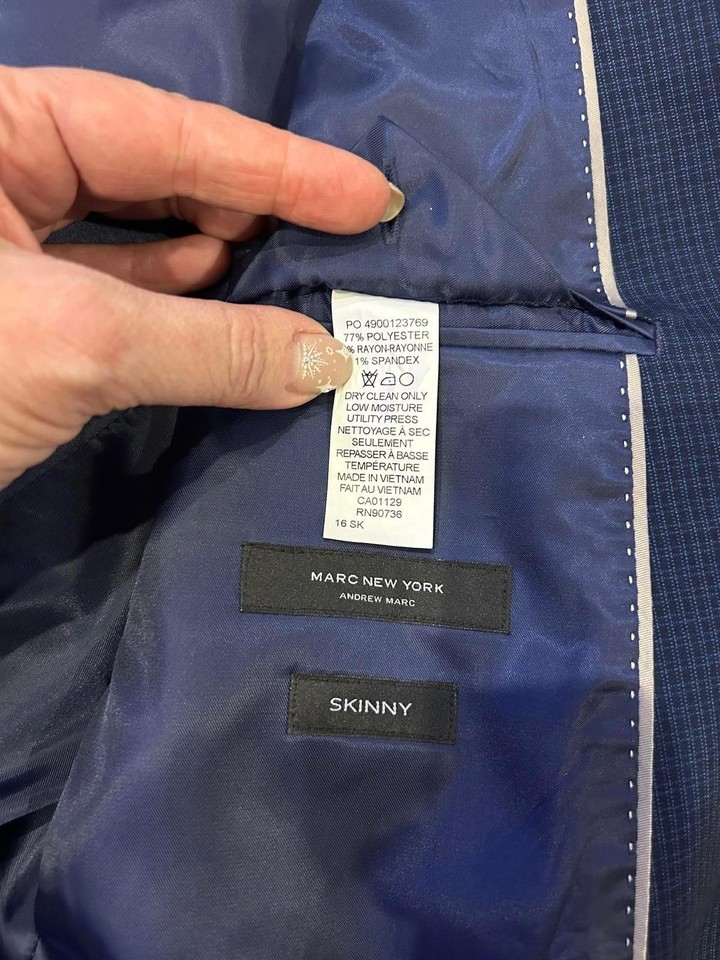 PO 4900123769
77% POLYESTER
% RAYON-RAYONNE
1% SPANDEX
DRY CLEAN ONLY
LOW MOISTURE
UTILITY PRESS
NETTOYAGE À SEC
SEULEMENT
REPASSER À BASSE
TEMPÉRATURE
MADE IN VIETNAM
FAIT AU VIETNAM
CA01129
RN90736
16 SK
MARC NEW YORK
ANDREW MARC
SKINNY